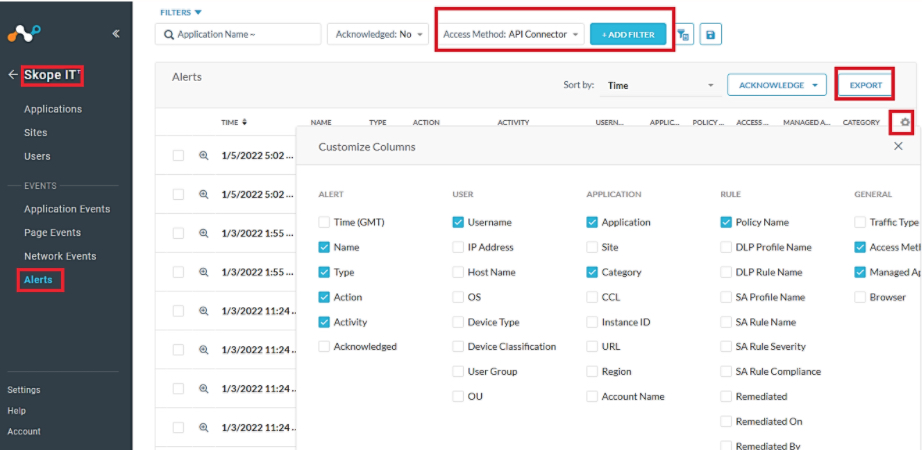 FILTERS
Application Name ~
Acknowledged: No
Access Method: API Connector
+ ADD FILTER
Skope IT
Applications
Sites
Users
EVENTS
Application Events
Page Events
Network Events
Alerts
Settings
Help
Account
Alerts
Sort by: Time
ACKNOWLEDGE
EXPORT
TIME NAME TYPE ACTION ACTIVITY USERN... APPLIC... POLICY ... ACCESS ... MANAGED A... CATEGORY
1/5/2022 5:02 ...
1/5/2022 5:02 ...
1/3/2022 1:55 ...
1/3/2022 1:55 ...
1/3/2022 11:24 ..
1/3/2022 11:24 ..
1/3/2022 11:24 ..
1/3/2022 11:24 ..
Customize Columns
ALERT
Time (GMT)
Name
Type
Action
Activity
Acknowledged
USER
Username
IP Address
Host Name
OS
Device Type
Device Classification
User Group
OU
APPLICATION
Application
Site
Category
CCL
Instance ID
URL
Region
Account Name
RULE
Policy Name
DLP Profile Name
DLP Rule Name
SA Profile Name
SA Rule Name
SA Rule Severity
SA Rule Compliance
Remediated
Remediated On
Remediated By
GENERAL
Traffic Type
Access Met
Managed Ap
Browser